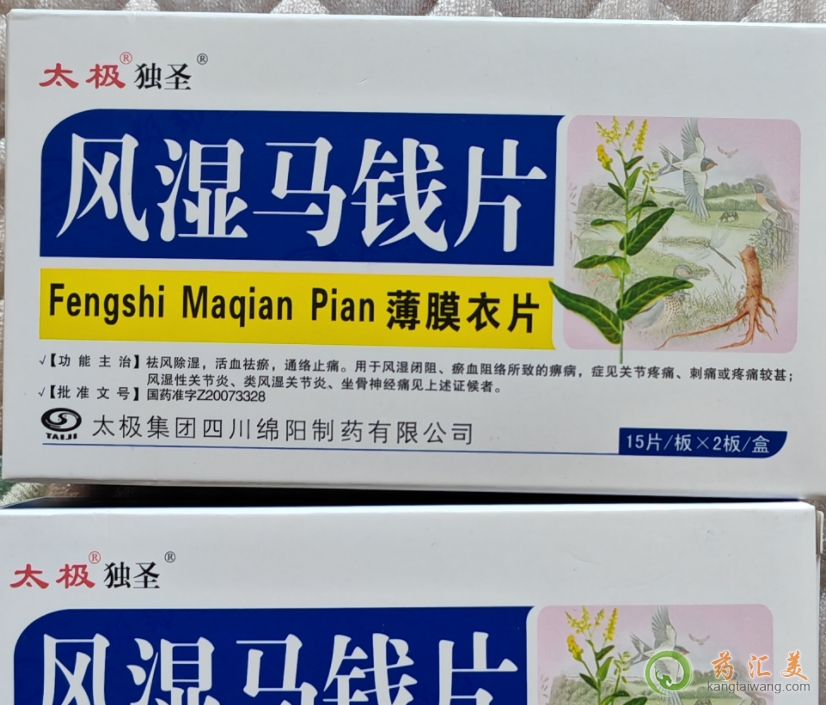 太极® 独圣®
风湿马钱片
Fengshi Maqian Pian 薄膜衣片
√【功能主治】祛风除湿,活血祛瘀,通络止痛。用于风湿闭阻、瘀血阻络所致的痹病,症见关节疼痛、刺痛或疼痛较甚;
风湿性关节炎、类风湿关节炎、坐骨神经痛见上述证候者。
√【批准文号】国药准字Z20073328
TAIJI 太极集团四川绵阳制药有限公司
15片/板×2板/盒
太极® 独圣®
风湿马钱片
药汇美
kangtaiwang.com